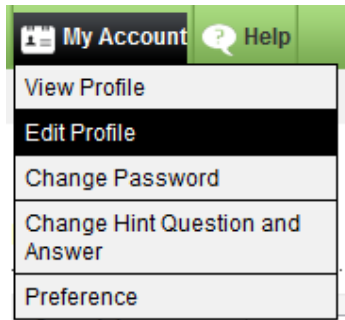 My Account Help
View Profile
Edit Profile
Change Password
Change Hint Question and
Answer
Preference